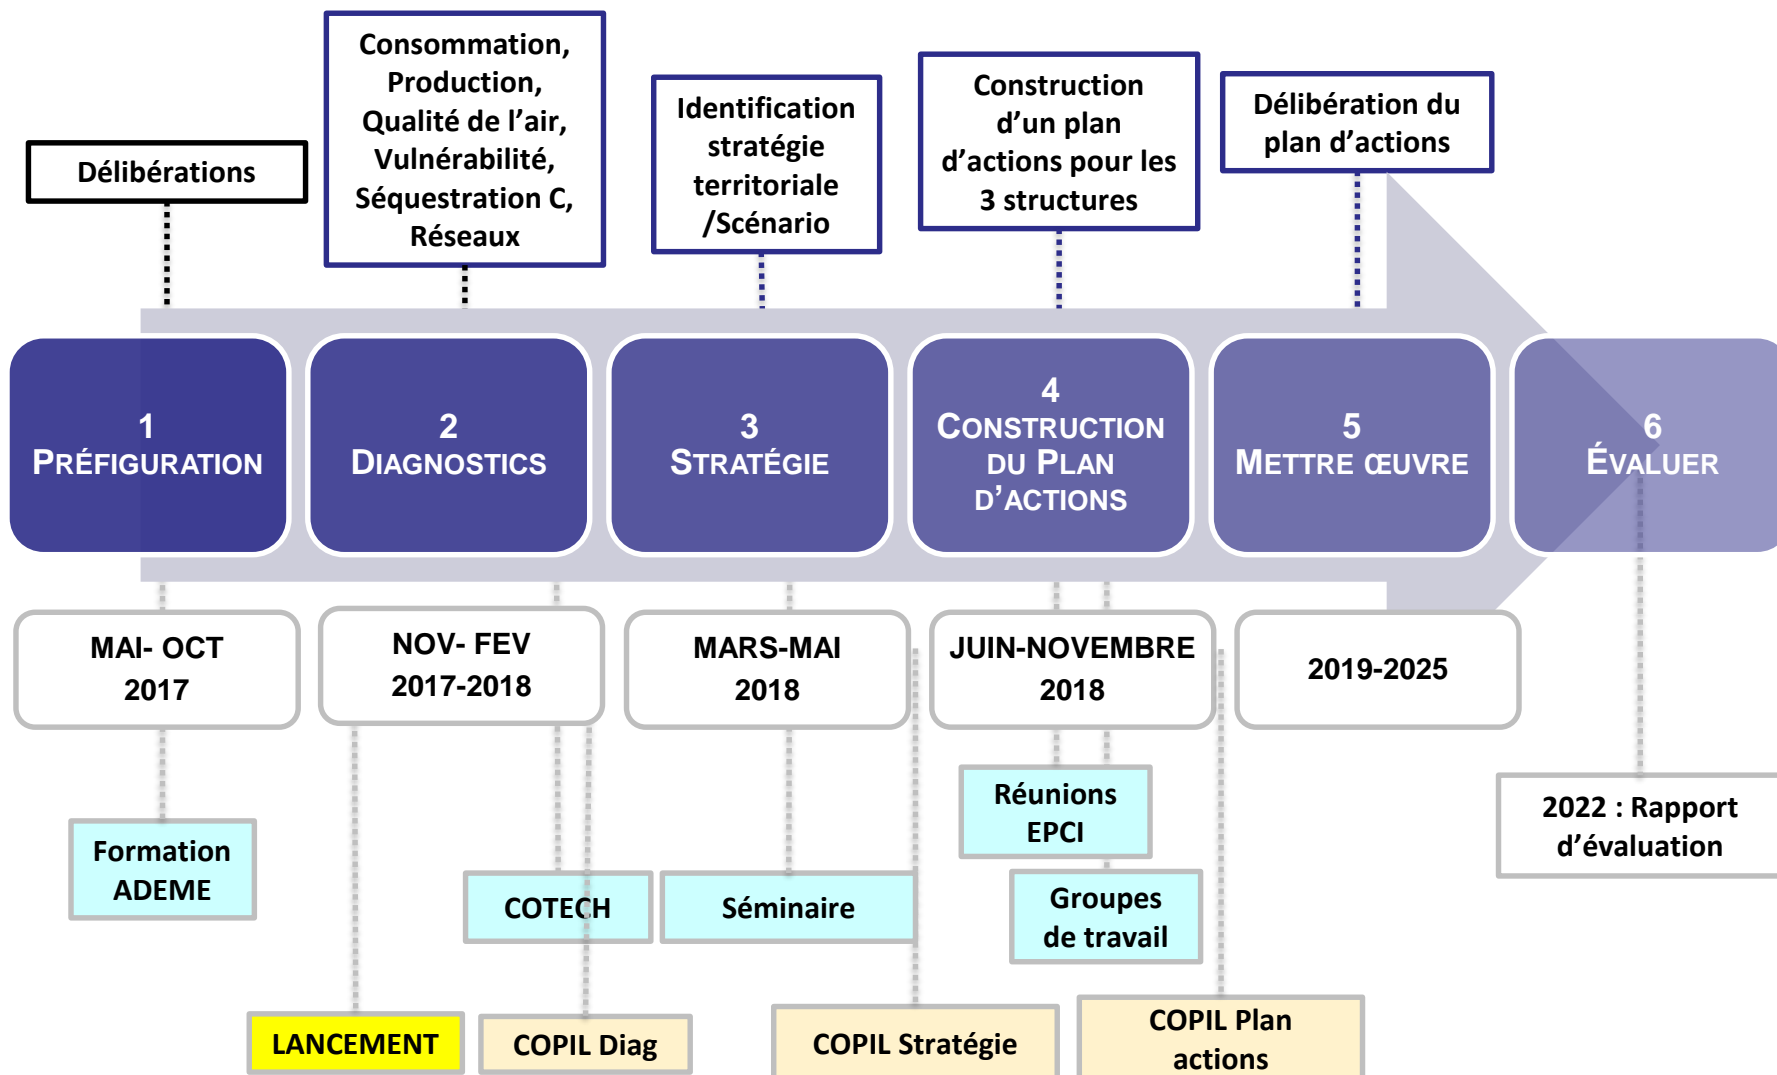 Délibérations
Consommation,
Production,
Qualité de l’air,
Vulnérabilité,
Séquestration C,
Réseaux
Identification
stratégie
territoriale
/Scénario
Construction
d’un plan
d’actions pour les
3 structures
Délibération du
plan d’actions
1
PRÉFIGURATION
2
DIAGNOSTICS
3
STRATÉGIE
4
CONSTRUCTION
DU PLAN
D’ACTIONS
5
METTRE ŒUVRE
6
ÉVALUER
MAI- OCT
2017
NOV- FEV
2017-2018
MARS-MAI
2018
JUIN-NOVEMBRE
2018
2019-2025
Formation
ADEME
COTECH
Séminaire
Réunions
EPCI
Groupes
de travail
2022 : Rapport
d’évaluation
LANCEMENT
COPIL Diag
COPIL Stratégie
COPIL Plan
actions